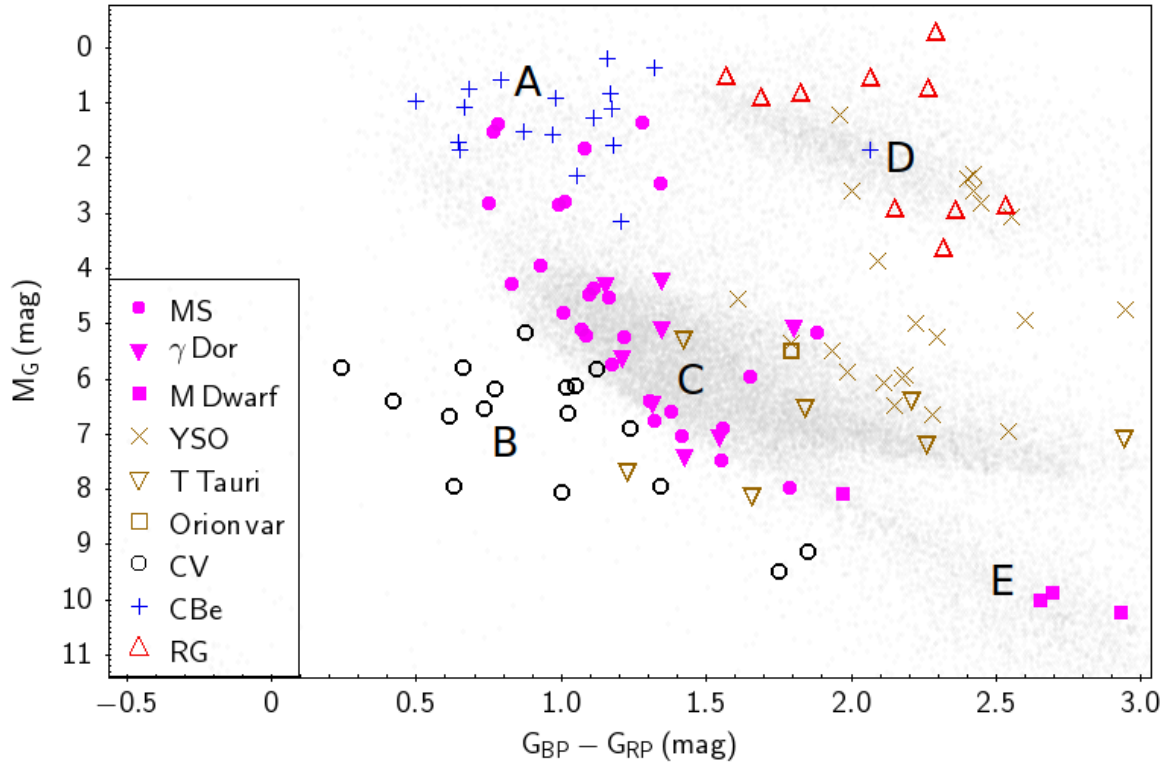 0
1
2
3
4
5
6
7
8
9
10
11
M_G (mag)
A
B
C
D
E
MS
γ Dor
M Dwarf
YSO
T Tauri
Orion var
CV
CBe
RG
−0.5 0 0.5 1.0 1.5 2.0 2.5 3.0
G_BP − G_RP (mag)